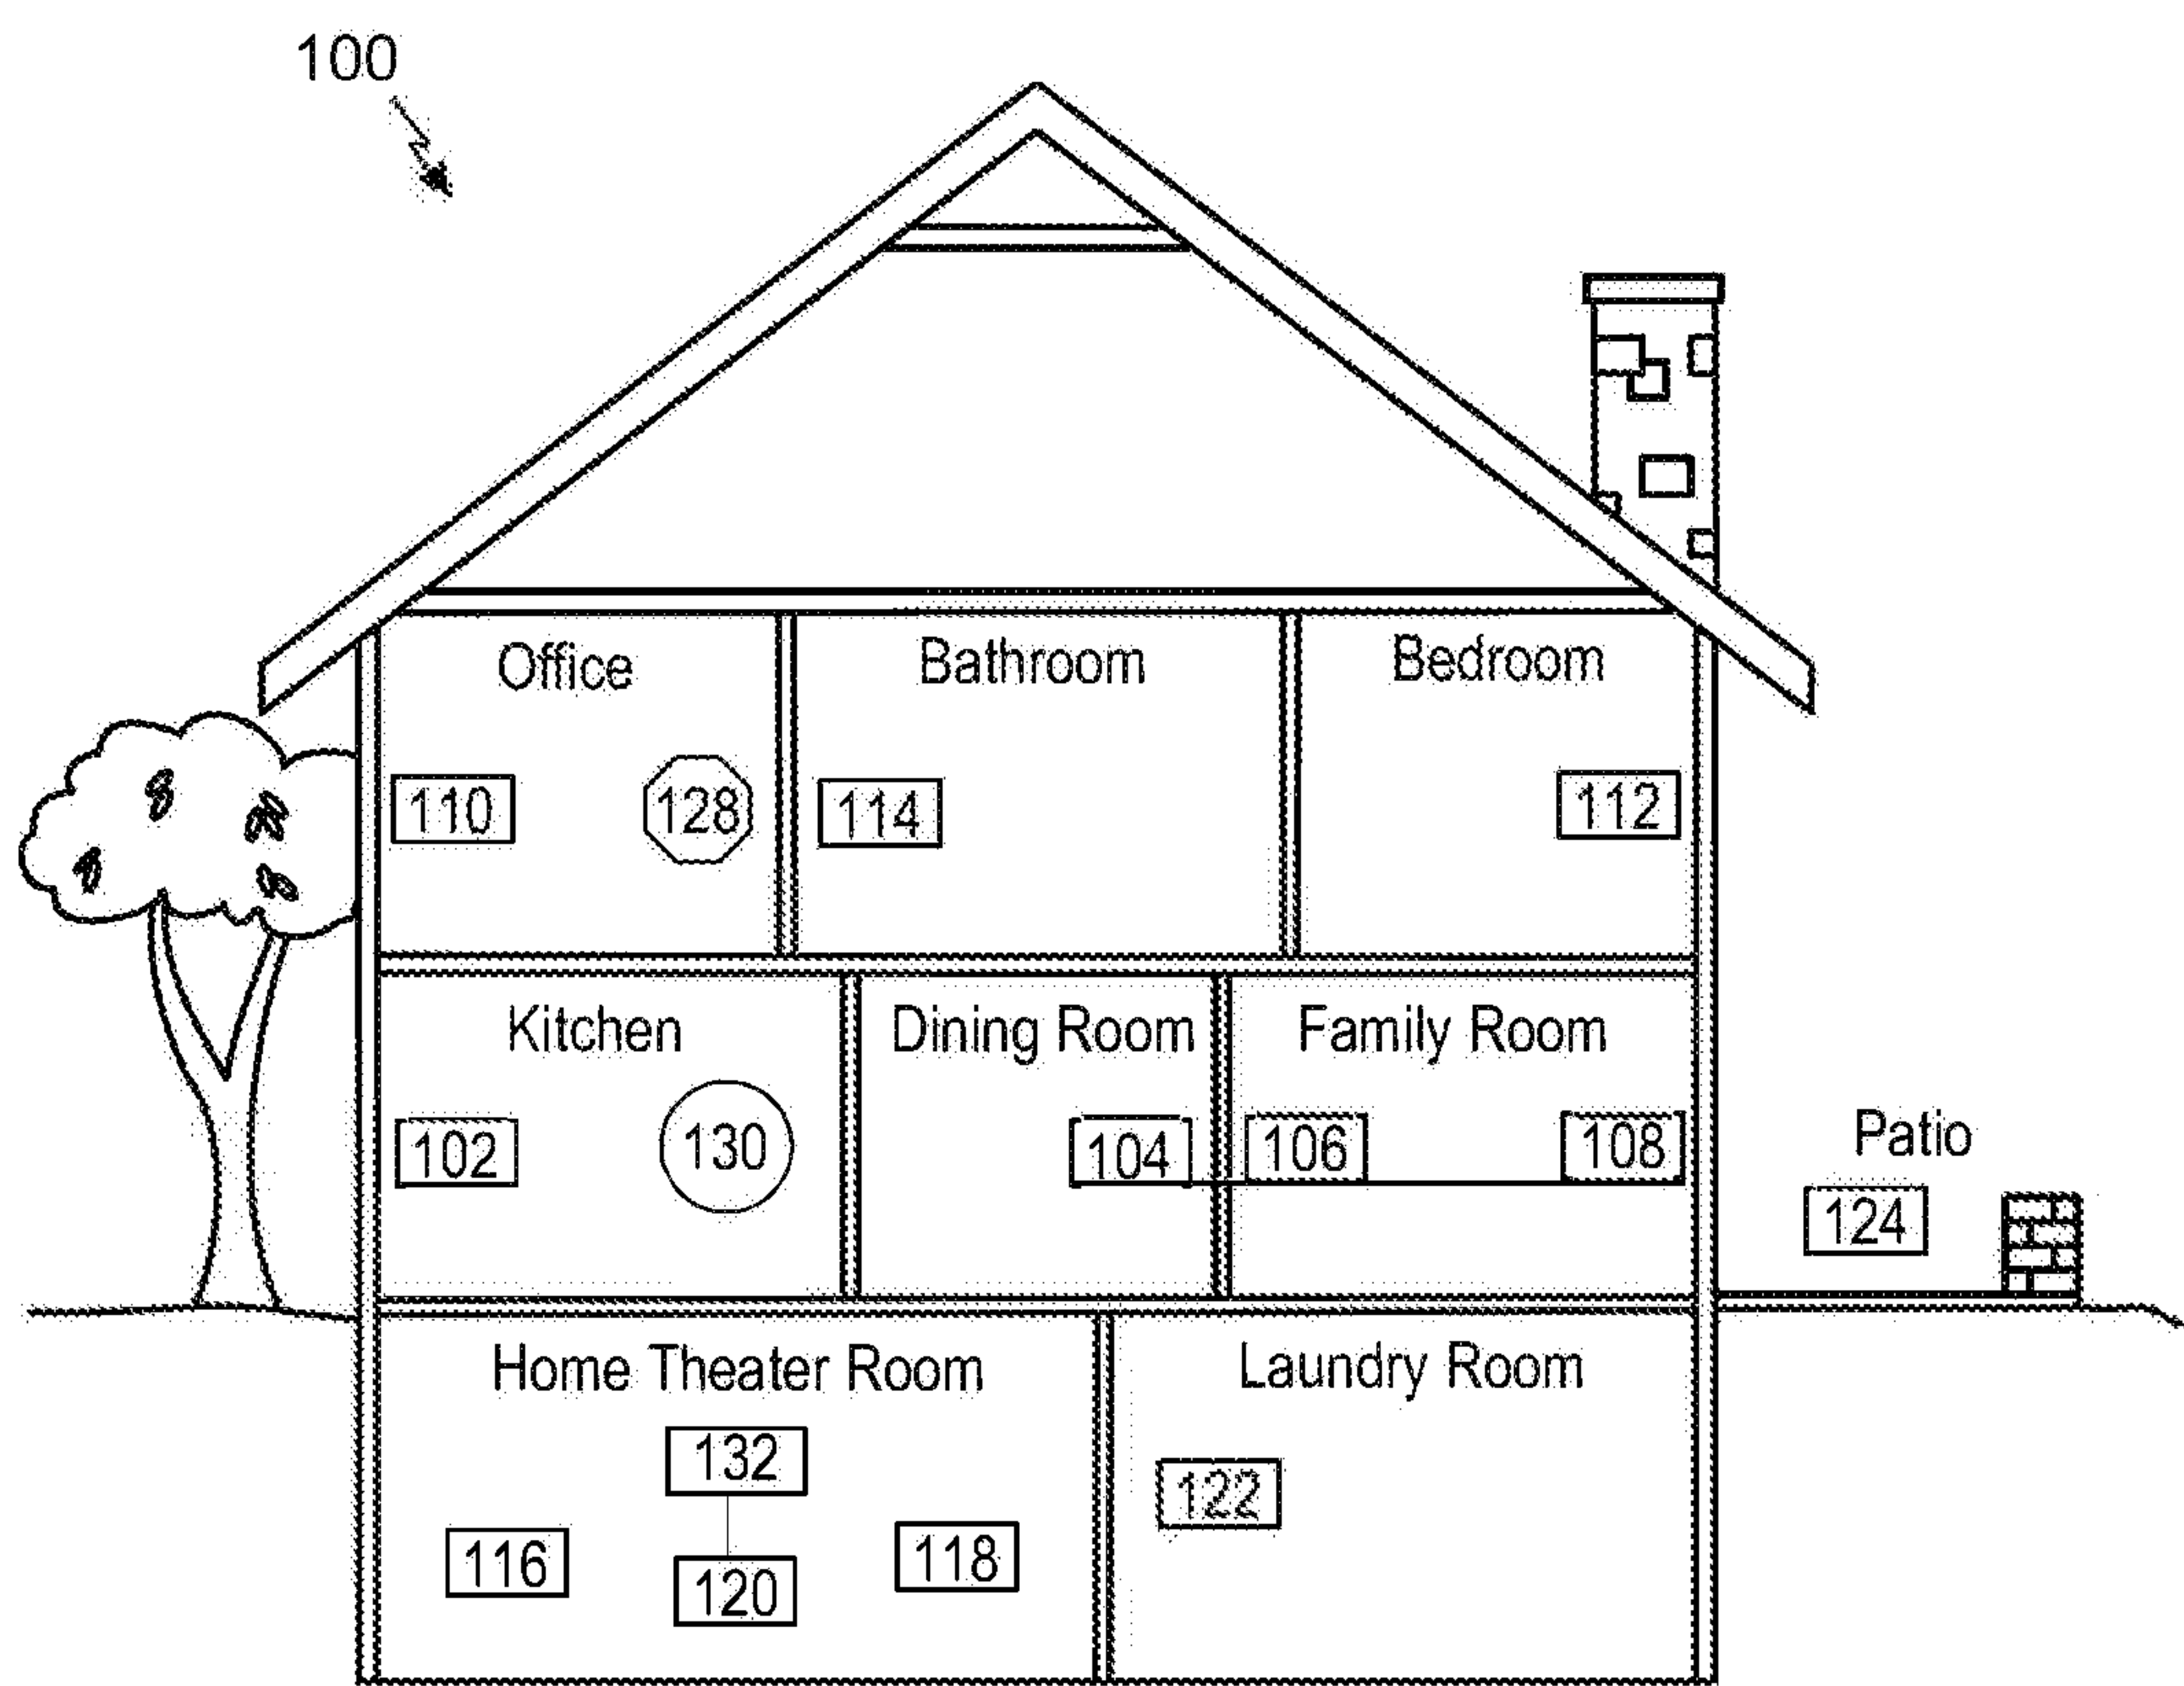 100
Office
Bathroom
Bedroom
110
128
114
112
Kitchen
Dining Room
Family Room
102
130
104
106
108
Patio
124
Home Theater Room
Laundry Room
132
122
116
120
118